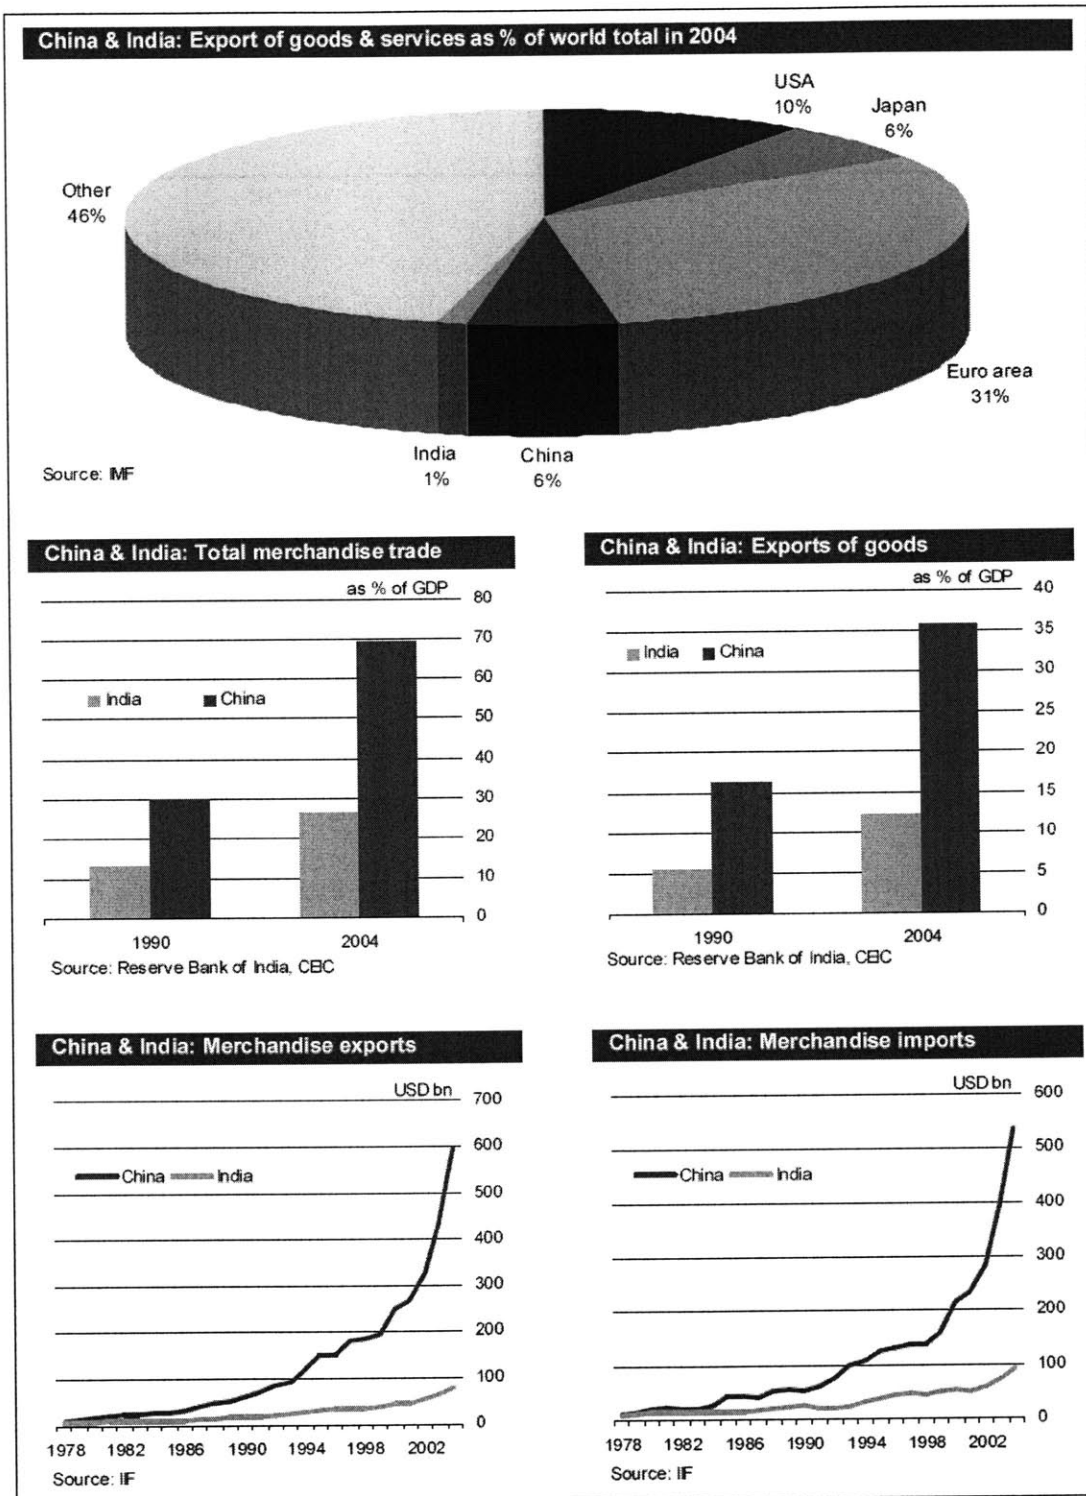 China & India: Export of goods & services as % of world total in 2004
USA
10%
Japan
6%
Other
46%
Euro area
31%
India
1%
China
6%
Source: IMF
China & India: Total merchandise trade
as % of GDP
80
70
India China
60
50
40
30
20
10
0
1990 2004
Source: Reserve Bank of India, CEIC
China & India: Exports of goods
as % of GDP
40
35
India China
30
25
20
15
10
5
0
1990 2004
Source: Reserve Bank of India, CEIC
China & India: Merchandise exports
USD bn
700
600
China India
500
400
300
200
100
0
1978 1982 1986 1990 1994 1998 2002
Source: IIF
China & India: Merchandise imports
USD bn
600
500
China India
400
300
200
100
0
1978 1982 1986 1990 1994 1998 2002
Source: IIF